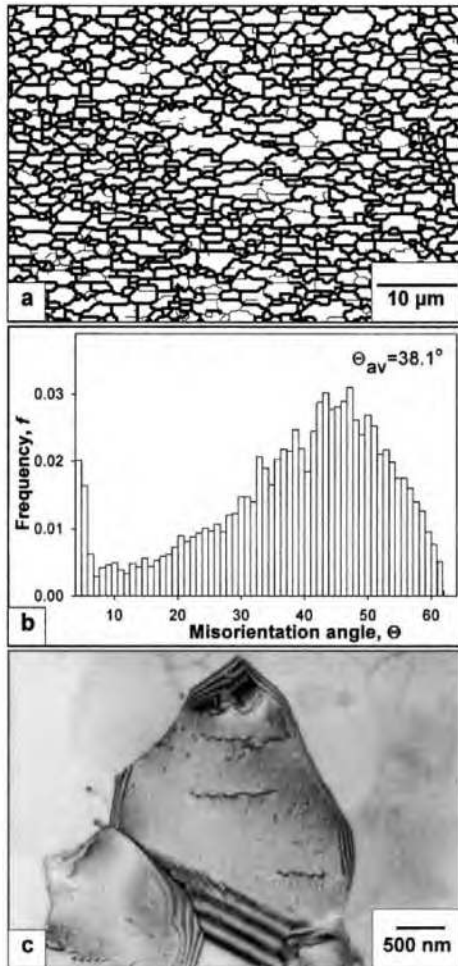 a
10 µm
Θav=38.1°
0.03
0.02
0.01
0.00
Frequency, f
10 20 30 40 50 60
Misorientation angle, Θ
b
c
500 nm